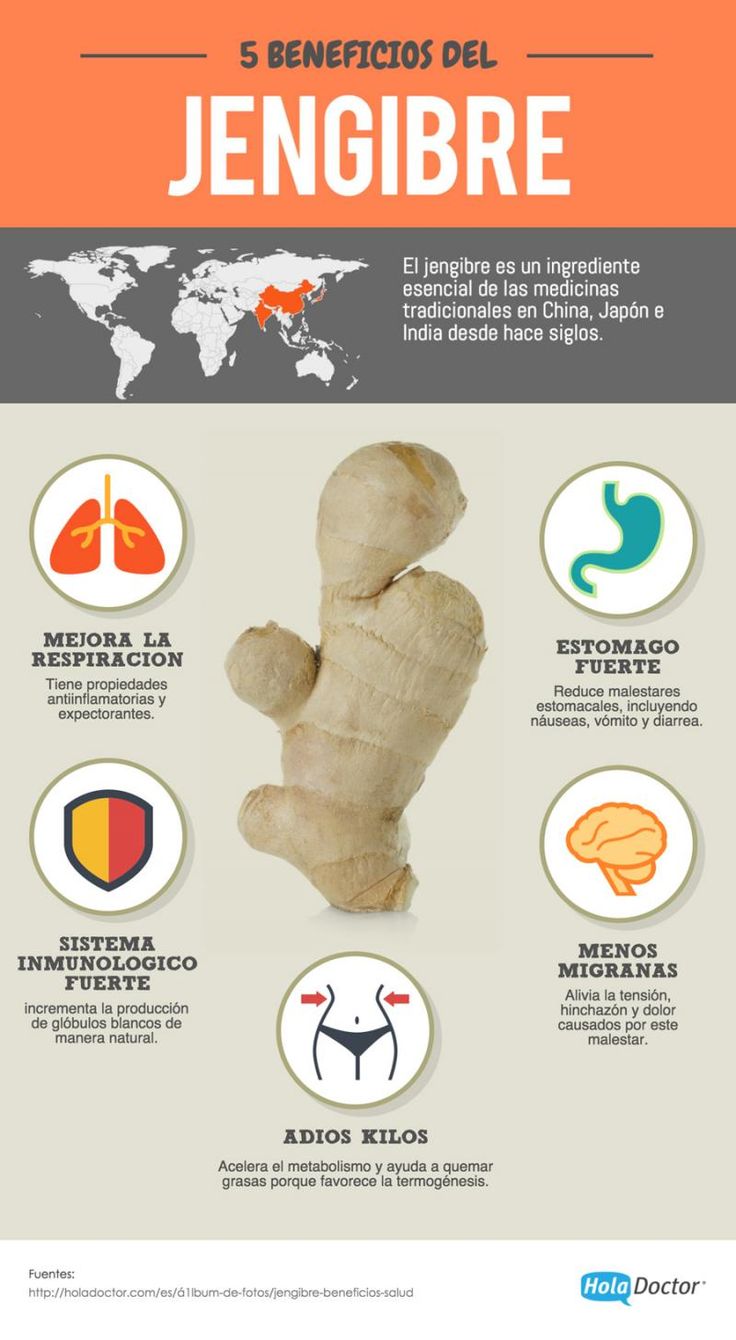 5 BENEFICIOS DEL
JENGIBRE
El jengibre es un ingrediente
esencial de las medicinas
tradicionales en China, Japón e
India desde hace siglos.
MEJORA LA
RESPIRACION
Tiene propiedades
antiinflamatorias y
expectorantes.
ESTOMAGO
FUERTE
Reduce malestares
estomacales, incluyendo
náuseas, vómito y diarrea.
SISTEMA
INMUNOLOGICO
FUERTE
incrementa la producción
de glóbulos blancos de
manera natural.
MENOS
MIGRANAS
Alivia la tensión,
hinchazón y dolor
causados por este
malestar.
ADIOS KILOS
Acelera el metabolismo y ayuda a quemar
grasas porque favorece la termogénesis.
Fuentes:
http://holadoctor.com/es/á1lbum-de-fotos/jengibre-beneficios-salud
Hola Doctor